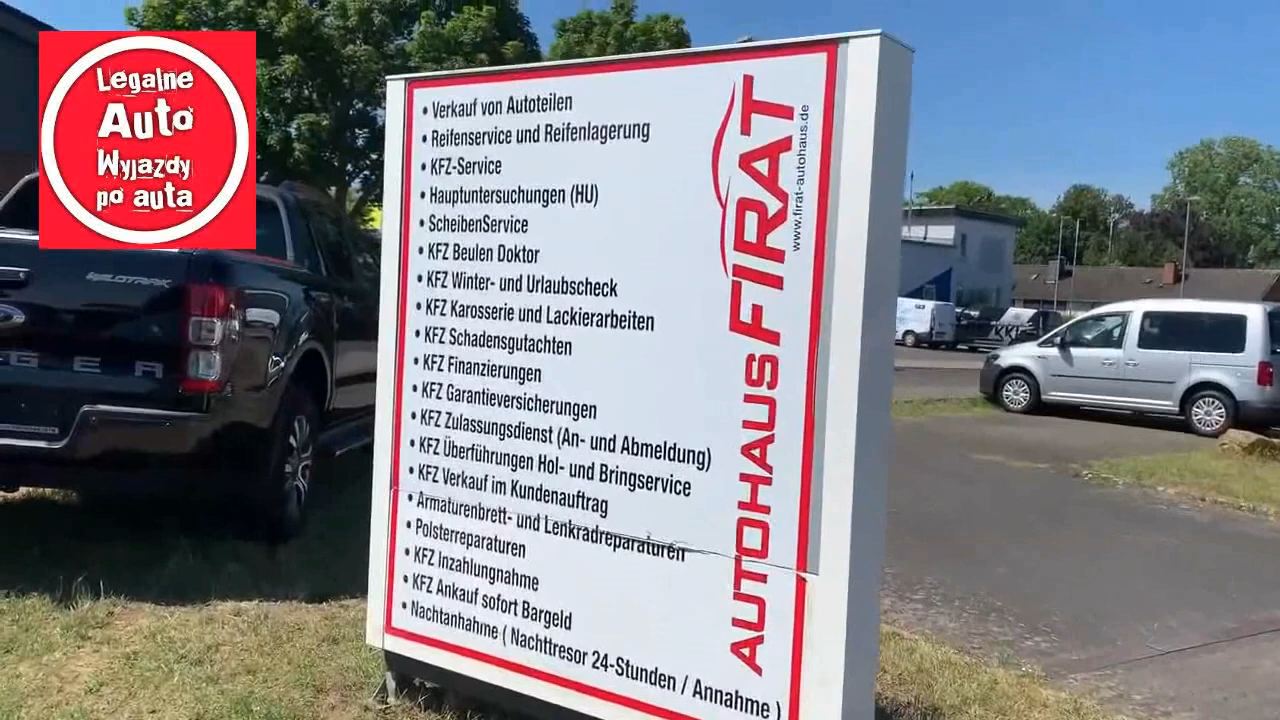 Legalne
Auto
Wyjazdy
po auta
WILDTRAK
GER
• Verkauf von Autoteilen
• Reifenservice und Reifenlagerung
• KFZ-Service
• Hauptuntersuchungen (HU)
• ScheibenService
• KFZ Beulen Doktor
• KFZ Winter- und Urlaubscheck
• KFZ Karosserie und Lackierarbeiten
• KFZ Schadensgutachten
• KFZ Finanzierungen
• KFZ Garantieversicherungen
• KFZ Zulassungsdienst (An- und Abmeldung)
• KFZ Überführungen Hol- und Bringservice
• KFZ Verkauf im Kundenauftrag
• Armaturenbrett- und Lenkradreparaturen
• Polsterreparaturen
• KFZ Inzahlungnahme
• KFZ Ankauf sofort Bargeld
• Nachtanhahme ( Nachttresor 24-Stunden / Annahme )
AUTOHAUSFIRAT
www.firat-autohaus.de